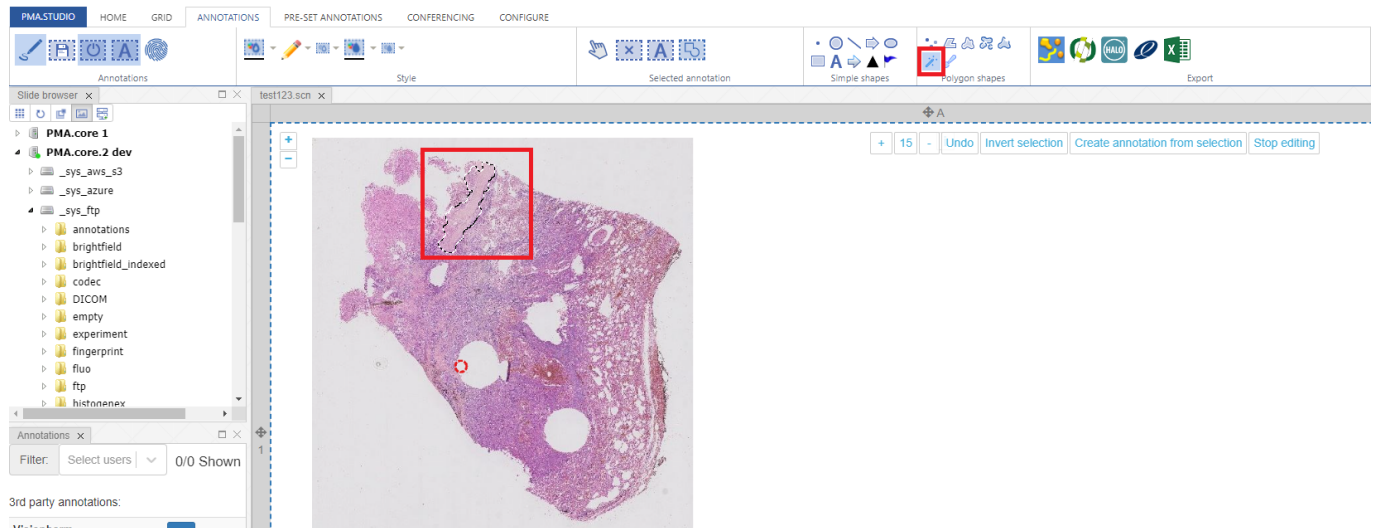 PMA.STUDIO HOME GRID ANNOTATIONS PRE-SET ANNOTATIONS CONFERENCING CONFIGURE
A A A HALO
Annotations Style Selected annotation Simple shapes Polygon shapes Export
Slide browser x test123.scn x
A
PMA.core 1
+ 15 - Undo Invert selection Create annotation from selection Stop editing
PMA.core.2 dev
_sys_aws_s3
_sys_azure
_sys_ftp
annotations
brightfield
brightfield_indexed
codec
DICOM
empty
experiment
fingerprint
fluo
ftp
histogenex
Annotations x
1
Filter: Select users 0/0 Shown
3rd party annotations: